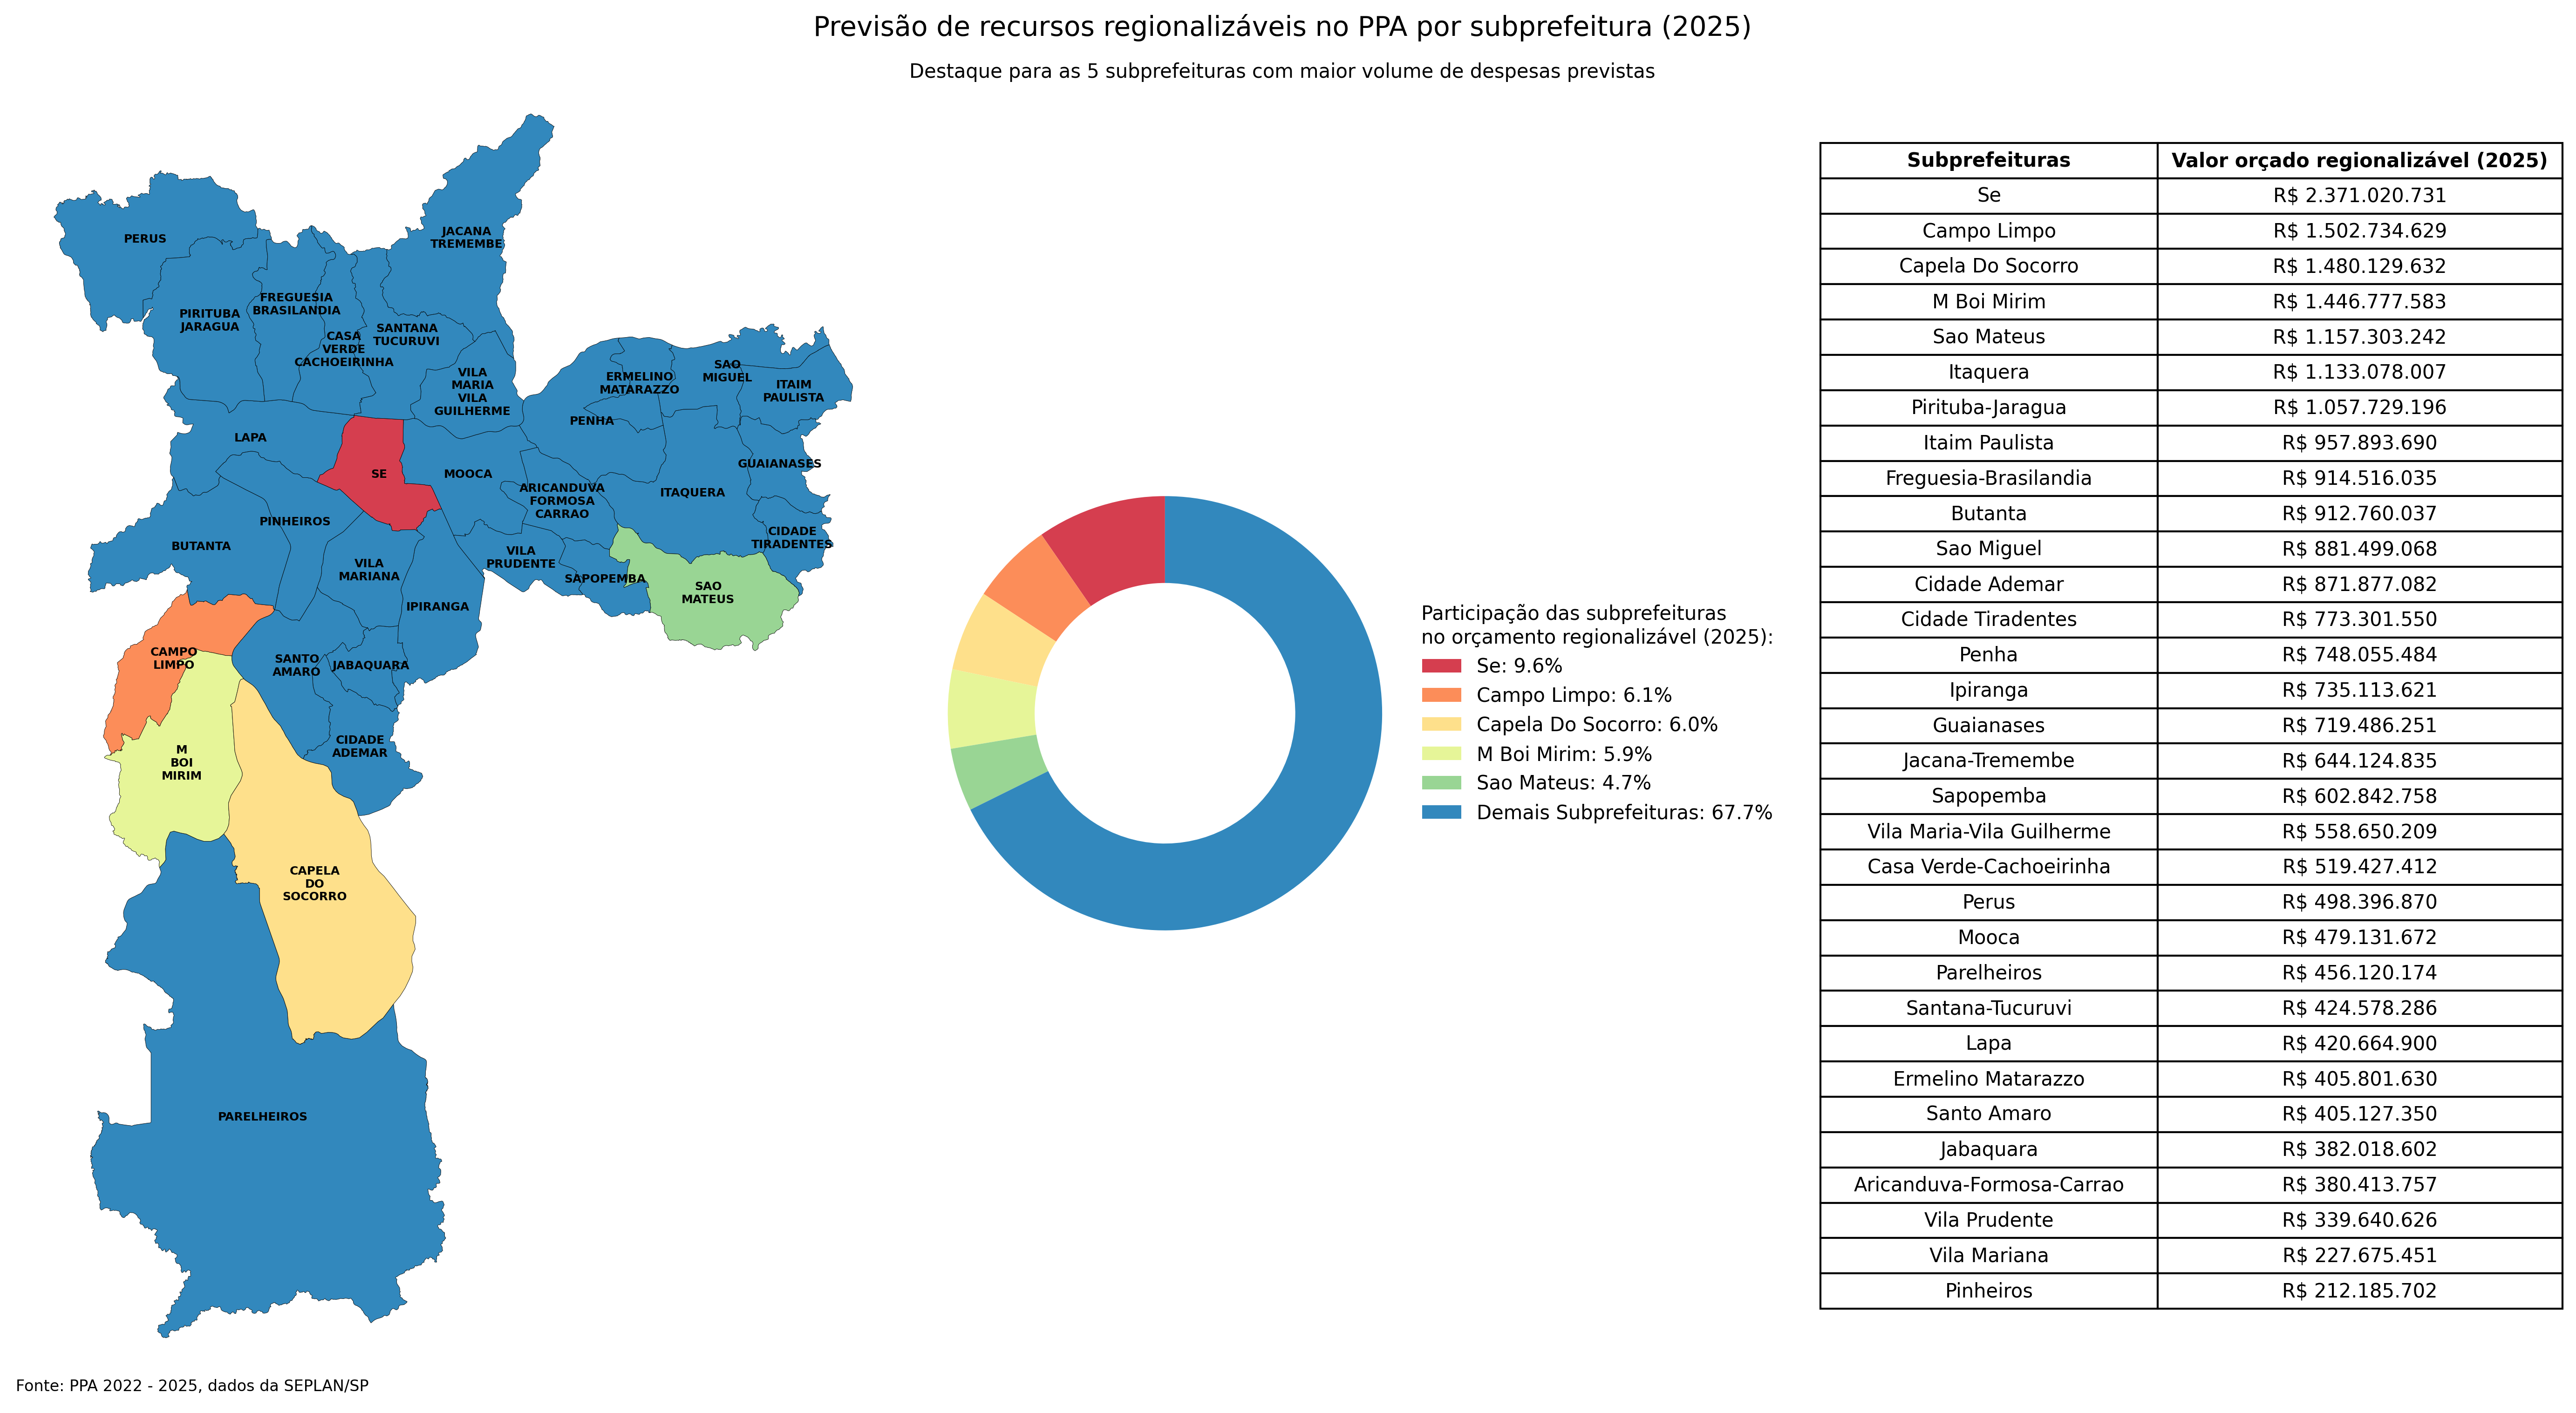 Previsão de recursos regionalizáveis no PPA por subprefeitura (2025)
Destaque para as 5 subprefeituras com maior volume de despesas previstas
PERUS
JACANA
TREMEMBE
PIRITUBA
JARAGUA
FREGUESIA
BRASILANDIA
CASA
VERDE
CACHOEIRINHA
SANTANA
TUCURUVI
VILA
MARIA
VILA
GUILHERME
ERMELINO
MATARAZZO
SAO
MIGUEL
ITAIM
PAULISTA
PENHA
LAPA
SE
MOOCA
GUAIANASES
ARICANDUVA
FORMOSA
CARRAO
ITAQUERA
PINHEIROS
BUTANTA
CIDADE
TIRADENTES
VILA
MARIANA
VILA
PRUDENTE
SAPOPEMBA
SAO
MATEUS
IPIRANGA
CAMPO
LIMPO
SANTO
AMARO
JABAQUARA
M
BOI
MIRIM
CIDADE
ADEMAR
CAPELA
DO
SOCORRO
PARELHEIROS
Participação das subprefeituras
no orçamento regionalizável (2025):
Se: 9.6%
Campo Limpo: 6.1%
Capela Do Socorro: 6.0%
M Boi Mirim: 5.9%
Sao Mateus: 4.7%
Demais Subprefeituras: 67.7%
Subprefeituras Valor orçado regionalizável (2025)
Se R$ 2.371.020.731
Campo Limpo R$ 1.502.734.629
Capela Do Socorro R$ 1.480.129.632
M Boi Mirim R$ 1.446.777.583
Sao Mateus R$ 1.157.303.242
Itaquera R$ 1.133.078.007
Pirituba-Jaragua R$ 1.057.729.196
Itaim Paulista R$ 957.893.690
Freguesia-Brasilandia R$ 914.516.035
Butanta R$ 912.760.037
Sao Miguel R$ 881.499.068
Cidade Ademar R$ 871.877.082
Cidade Tiradentes R$ 773.301.550
Penha R$ 748.055.484
Ipiranga R$ 735.113.621
Guaianases R$ 719.486.251
Jacana-Tremembe R$ 644.124.835
Sapopemba R$ 602.842.758
Vila Maria-Vila Guilherme R$ 558.650.209
Casa Verde-Cachoeirinha R$ 519.427.412
Perus R$ 498.396.870
Mooca R$ 479.131.672
Parelheiros R$ 456.120.174
Santana-Tucuruvi R$ 424.578.286
Lapa R$ 420.664.900
Ermelino Matarazzo R$ 405.801.630
Santo Amaro R$ 405.127.350
Jabaquara R$ 382.018.602
Aricanduva-Formosa-Carrao R$ 380.413.757
Vila Prudente R$ 339.640.626
Vila Mariana R$ 227.675.451
Pinheiros R$ 212.185.702
Fonte: PPA 2022 - 2025, dados da SEPLAN/SP